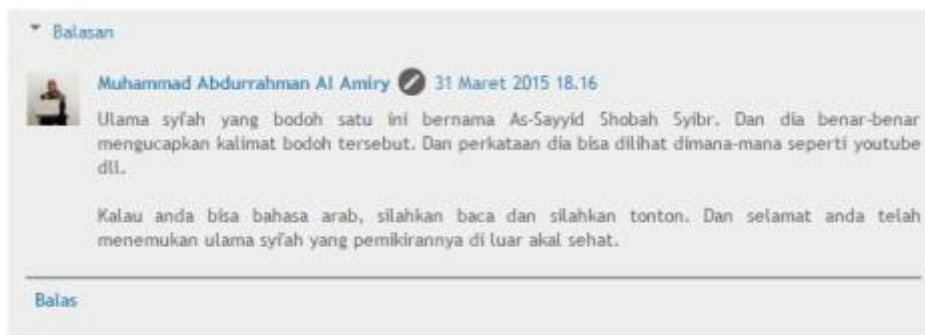 Balasan
Muhammad Abdurrahman Al Amiry 31 Maret 2015 18.16
Ulama syi'ah yang bodoh satu ini bernama As-Sayyid Shobah Syibr. Dan dia benar-benar
mengucapkan kalimat bodoh tersebut. Dan perkataan dia bisa dilihat dimana-mana seperti youtube
dll.
Kalau anda bisa bahasa arab, silahkan baca dan silahkan tonton. Dan selamat anda telah
menemukan ulama syi'ah yang pemikirannya di luar akal sehat.
Balas